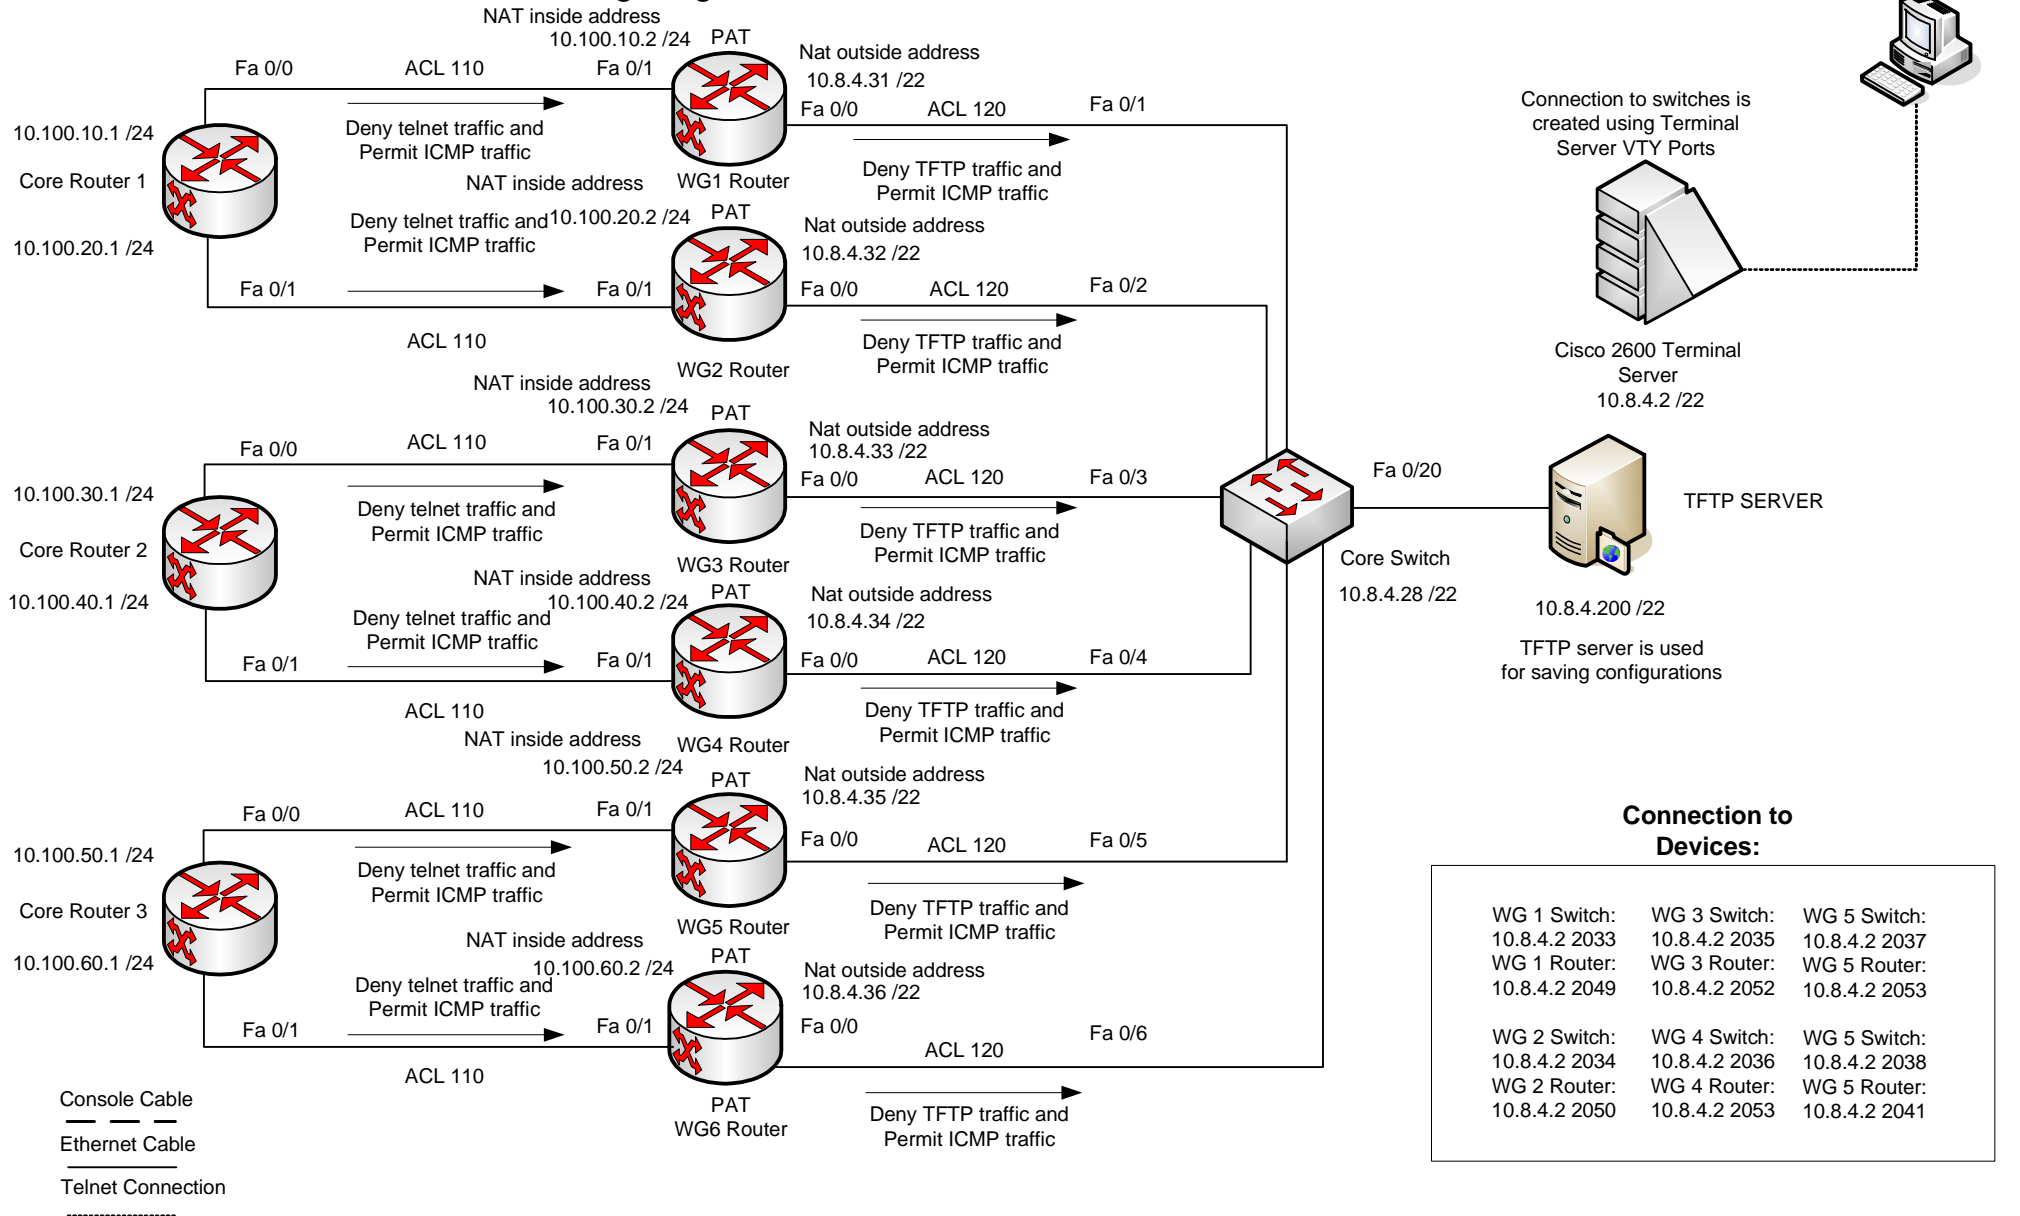 NAT inside address
10.100.10.2 /24
PAT
Nat outside address
10.8.4.31 /22
Fa 0/0
ACL 110
Fa 0/1
Fa 0/0
ACL 120
Fa 0/1
10.100.10.1 /24
Deny telnet traffic and
Permit ICMP traffic
Core Router 1
NAT inside address
WG1 Router
Deny TFTP traffic and
Permit ICMP traffic
10.100.20.1 /24
Deny telnet traffic and
Permit ICMP traffic
10.100.20.2 /24
PAT
Nat outside address
10.8.4.32 /22
Fa 0/1
Fa 0/1
Fa 0/0
ACL 120
Fa 0/2
ACL 110
Deny TFTP traffic and
Permit ICMP traffic
WG2 Router
NAT inside address
10.100.30.2 /24
PAT
Nat outside address
10.8.4.33 /22
Fa 0/0
ACL 110
Fa 0/1
Fa 0/0
ACL 120
Fa 0/3
10.100.30.1 /24
Deny telnet traffic and
Permit ICMP traffic
Core Router 2
WG3 Router
Deny TFTP traffic and
Permit ICMP traffic
NAT inside address
10.100.40.1 /24
10.100.40.2 /24
PAT
Nat outside address
10.8.4.34 /22
Deny telnet traffic and
Permit ICMP traffic
Fa 0/1
Fa 0/1
Fa 0/0
ACL 120
Fa 0/4
ACL 110
Deny TFTP traffic and
Permit ICMP traffic
NAT inside address
WG4 Router
10.100.50.2 /24
PAT
Nat outside address
10.8.4.35 /22
Fa 0/0
ACL 110
Fa 0/1
Fa 0/0
ACL 120
Fa 0/5
10.100.50.1 /24
Deny telnet traffic and
Permit ICMP traffic
Core Router 3
WG5 Router
Deny TFTP traffic and
Permit ICMP traffic
NAT inside address
10.100.60.1 /24
10.100.60.2 /24
PAT
Nat outside address
10.8.4.36 /22
Deny telnet traffic and
Permit ICMP traffic
Fa 0/1
Fa 0/1
Fa 0/0
ACL 120
Fa 0/6
ACL 110
PAT
WG6 Router
Deny TFTP traffic and
Permit ICMP traffic
Console Cable
Ethernet Cable
Telnet Connection
Connection to switches is
created using Terminal
Server VTY Ports
Cisco 2600 Terminal
Server
10.8.4.2 /22
Fa 0/20
TFTP SERVER
Core Switch
10.8.4.28 /22
10.8.4.200 /22
TFTP server is used
for saving configurations
Connection to
Devices:
WG 1 Switch:
10.8.4.2 2033
WG 1 Router:
10.8.4.2 2049
WG 2 Switch:
10.8.4.2 2034
WG 2 Router:
10.8.4.2 2050
WG 3 Switch:
10.8.4.2 2035
WG 3 Router:
10.8.4.2 2052
WG 4 Switch:
10.8.4.2 2036
WG 4 Router:
10.8.4.2 2053
WG 5 Switch:
10.8.4.2 2037
WG 5 Router:
10.8.4.2 2053
WG 5 Switch:
10.8.4.2 2038
WG 5 Router:
10.8.4.2 2041